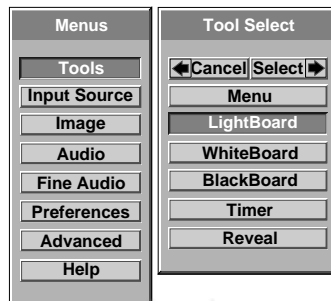 Menus
Tools
Input Source
Image
Audio
Fine Audio
Preferences
Advanced
Help
Tool Select
Cancel Select
Menu
LightBoard
WhiteBoard
BlackBoard
Timer
Reveal